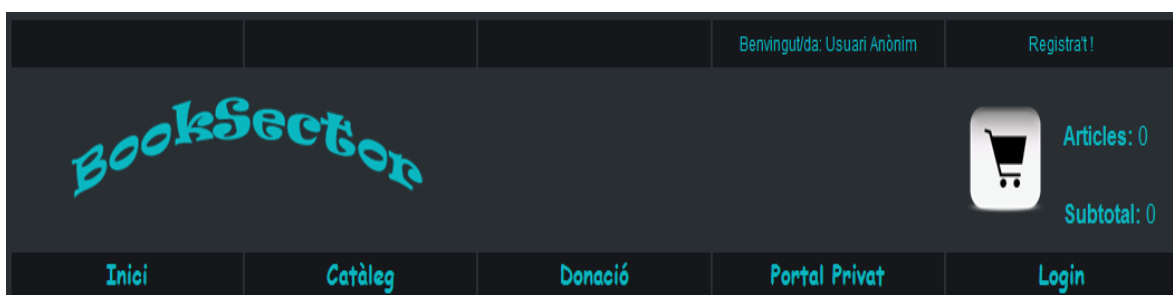 Benvingut/da: Usuari Anònim Registra't !
BookSector
Articles: 0
Subtotal: 0
Inici Catàleg Donació Portal Privat Login